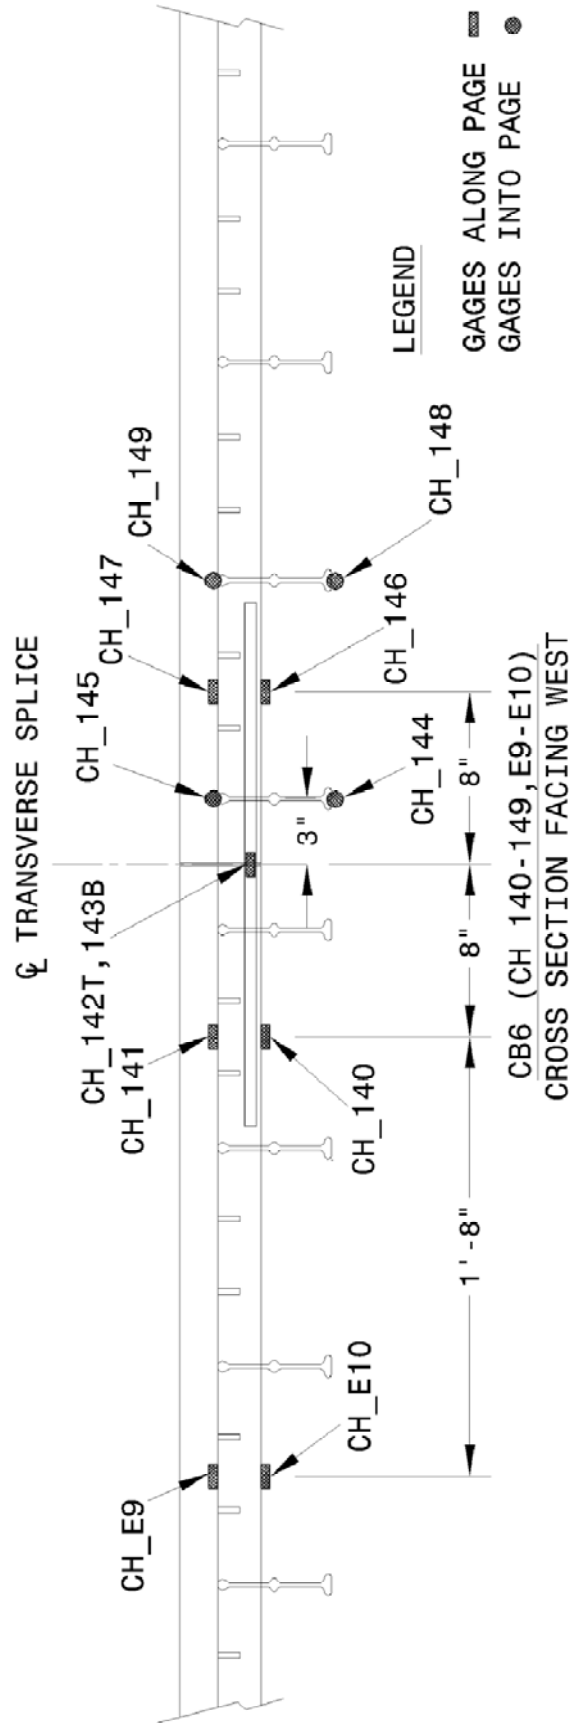 ℄ TRANSVERSE SPLICE
CH_142T,143B
CH_141
CH_145
CH_147
CH_149
CH_E9
CH_E10
CH_140
3"
CH_144
CH_146
CH_148
1'-8"
8"
8"
CB6 (CH 140-149,E9-E10)
CROSS SECTION FACING WEST
LEGEND
GAGES ALONG PAGE
GAGES INTO PAGE